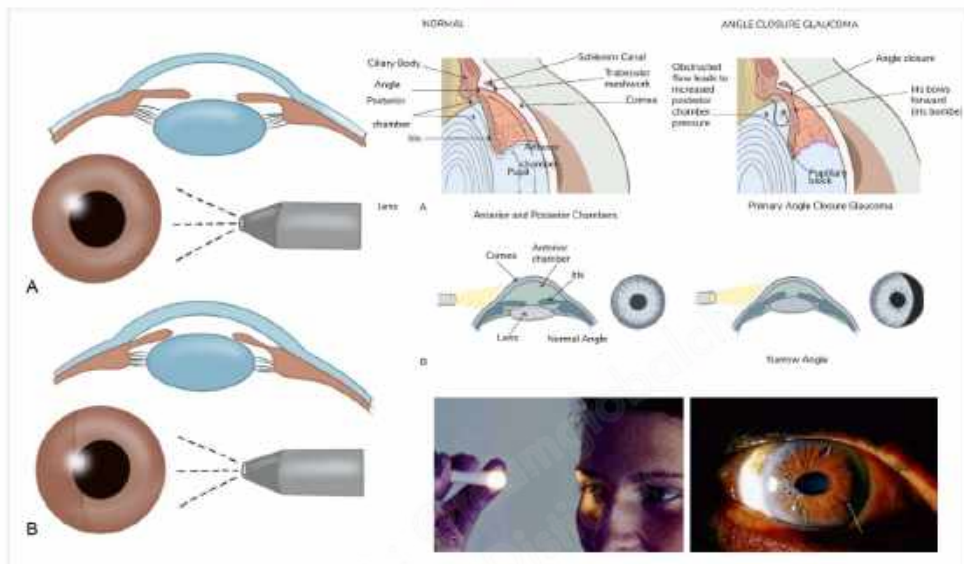 NORMAL
ANGLE CLOSURE GLAUCOMA
Ciliary Body
Angle
Posterior
chamber
Iris
Schlemm Canal
Trabecular
meshwork
Cornea
Anterior
chamber
Pupil
Lens
A
Anterior and Posterior Chambers
Obstructed
flow leads to
increased
posterior
chamber
pressure
Angle closure
Iris bows
forward
(iris bombe)
Pupillary
block
Primary Angle Closure Glaucoma
A
Cornea
Anterior
chamber
Iris
Lens
Normal Angle
B
Narrow Angle
B